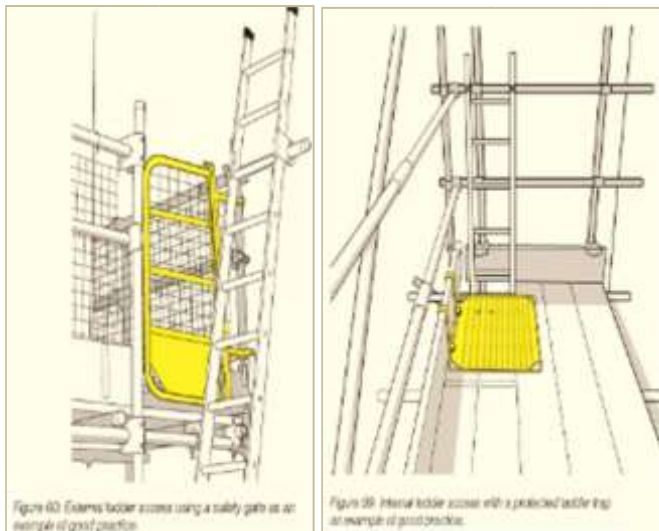 Figure 60: External ladder access using a safety gate as an
example of good practice.
Figure 59: Internal ladder access with a protected ladder trap
an example of good practice.